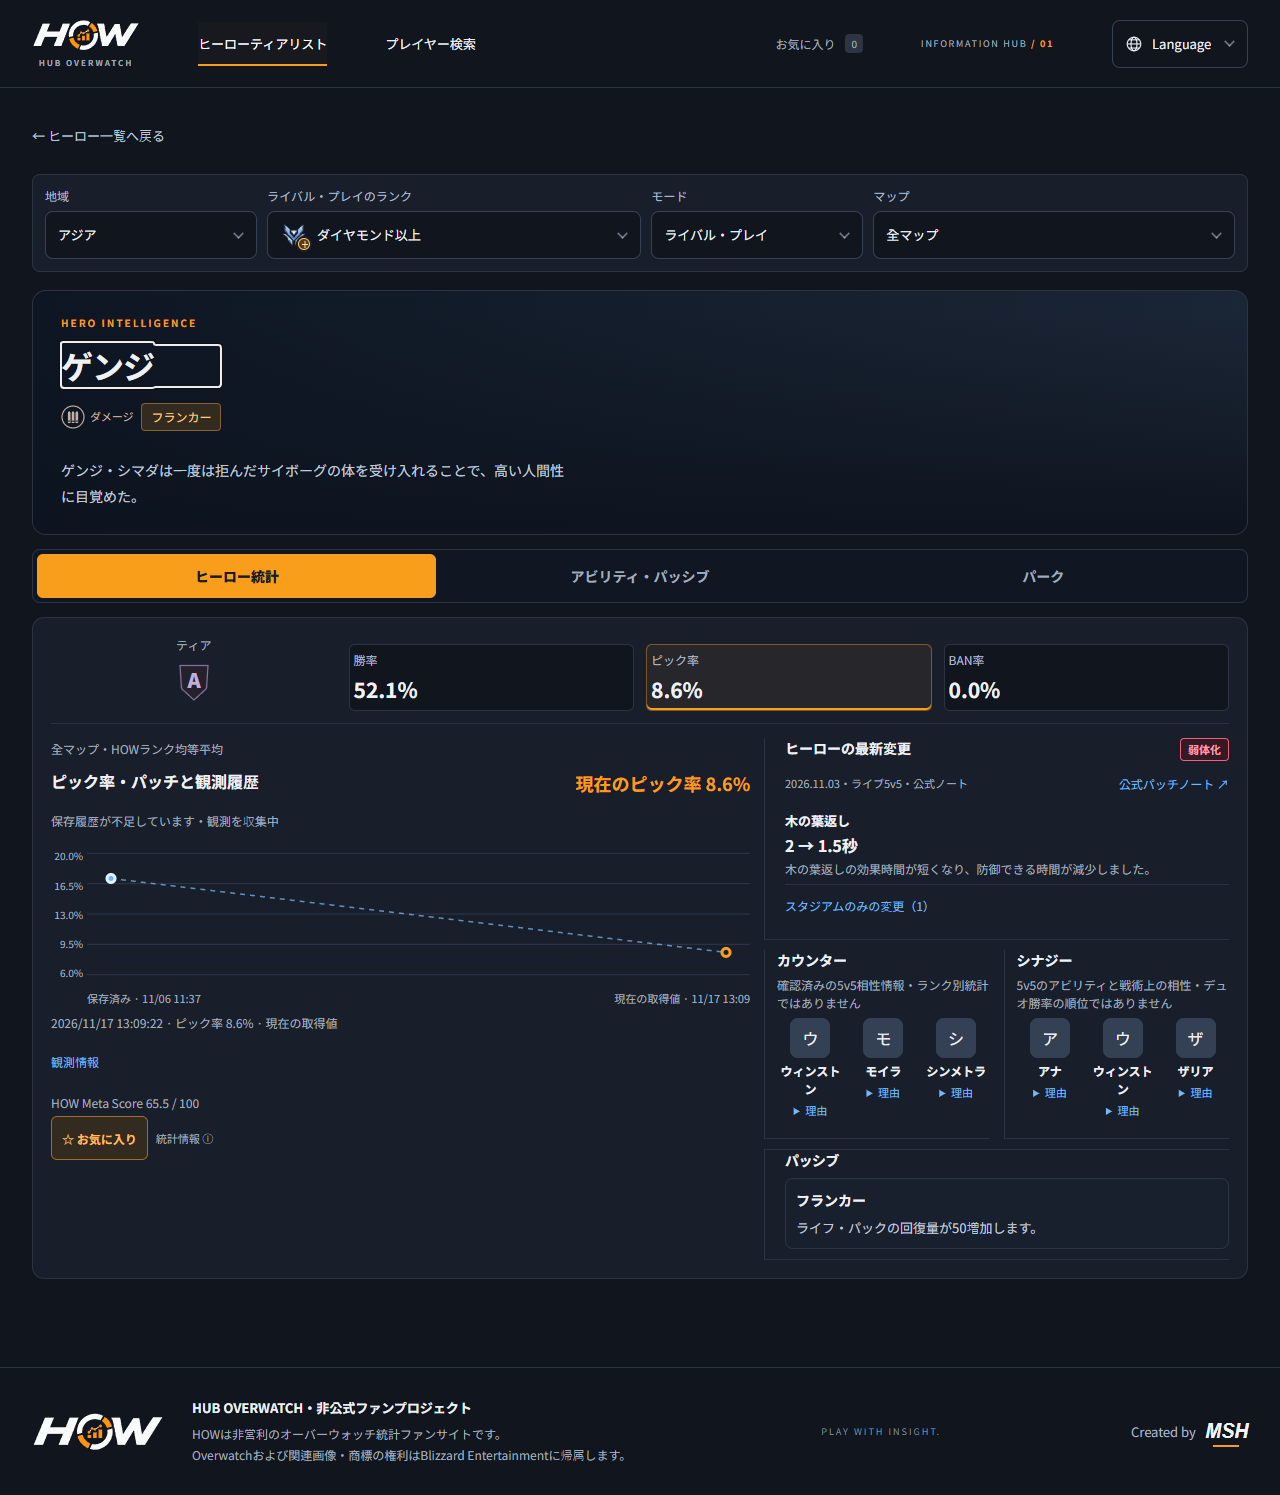 HOW
HUB OVERWATCH
ヒーローティアリスト
プレイヤー検索
お気に入り 0
INFORMATION HUB / 01
Language
← ヒーロー一覧へ戻る
地域
ライバル・プレイのランク
モード
マップ
アジア
ダイヤモンド以上
ライバル・プレイ
全マップ
HERO INTELLIGENCE
ゲンジ
ダメージ
フランカー
ゲンジ・シマダは一度は拒んだサイボーグの体を受け入れることで、高い人間性
に目覚めた。
ヒーロー統計
アビリティ・パッシブ
パーク
ティア
A
勝率
52.1%
ピック率
8.6%
BAN率
0.0%
全マップ・HOWランク均等平均
ピック率・パッチと観測履歴
現在のピック率 8.6%
保存履歴が不足しています・観測を収集中
20.0%
16.5%
13.0%
9.5%
6.0%
保存済み · 11/06 11:37
現在の取得値 · 11/17 13:09
2026/11/17 13:09:22 · ピック率 8.6% · 現在の取得値
観測情報
HOW Meta Score 65.5 / 100
☆ お気に入り
統計情報 ⓘ
ヒーローの最新変更
弱体化
2026.11.03・ライブ5v5・公式ノート
公式パッチノート ↗
木の葉返し
2 → 1.5秒
木の葉返しの効果時間が短くなり、防御できる時間が減少しました。
スタジアムのみの変更（1）
カウンター
確認済みの5v5相性情報・ランク別統計
ではありません
ウ
モ
シ
ウィンスト
ン
モイラ
シンメトラ
▶ 理由
▶ 理由
▶ 理由
シナジー
5v5のアビリティと戦術上の相性・デュ
オ勝率の順位ではありません
ア
ウ
ザ
アナ
ウィンスト
ン
ザリア
▶ 理由
▶ 理由
▶ 理由
パッシブ
フランカー
ライフ・パックの回復量が50増加します。
HOW
HUB OVERWATCH・非公式ファンプロジェクト
HOWは非営利のオーバーウォッチ統計ファンサイトです。
Overwatchおよび関連画像・商標の権利はBlizzard Entertainmentに帰属します。
PLAY WITH INSIGHT.
Created by MSH